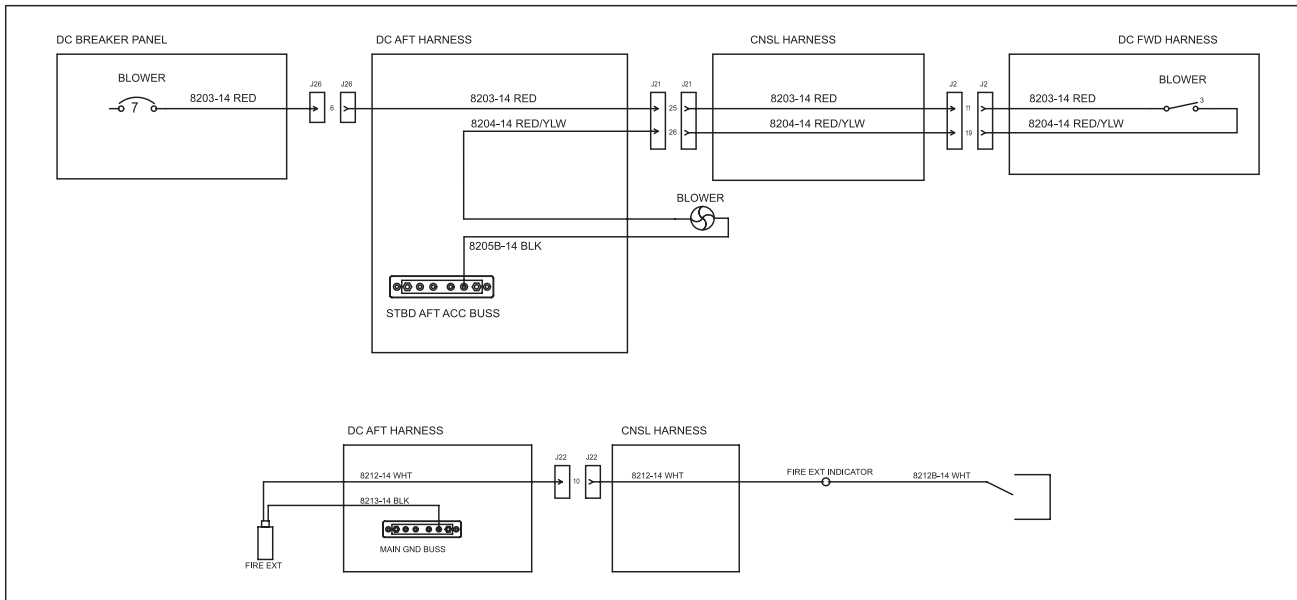 DC BREAKER PANEL
DC AFT HARNESS
CNSL HARNESS
DC FWD HARNESS
BLOWER
7
8203-14 RED
J26
J26
6
8203-14 RED
8204-14 RED/YLW
J21
J21
25
26
8203-14 RED
8204-14 RED/YLW
J2
J2
11
19
BLOWER
8203-14 RED
3
8204-14 RED/YLW
BLOWER
8205B-14 BLK
STBD AFT ACC BUSS
DC AFT HARNESS
CNSL HARNESS
8212-14 WHT
J22
J22
10
8212-14 WHT
FIRE EXT INDICATOR
8212B-14 WHT
8213-14 BLK
MAIN GND BUSS
FIRE EXT